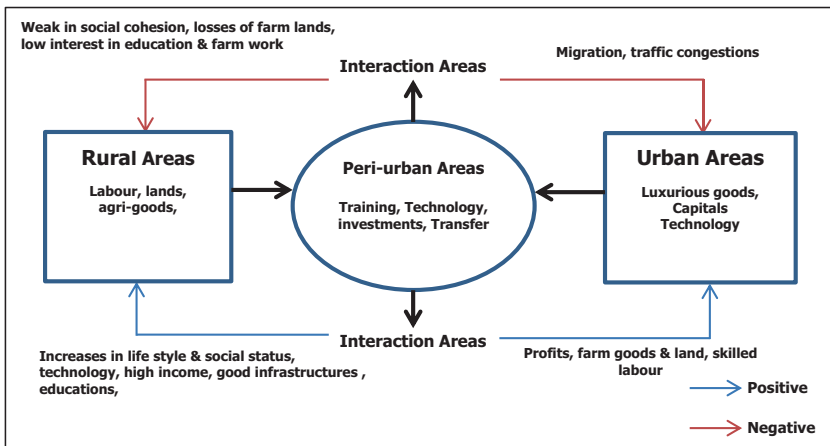 Weak in social cohesion, losses of farm lands,
low interest in education & farm work
Interaction Areas
Migration, traffic congestions
Rural Areas
Labour, lands,
agri-goods,
Peri-urban Areas
Training, Technology,
investments, Transfer
Urban Areas
Luxurious goods,
Capitals
Technology
Interaction Areas
Increases in life style & social status,
technology, high income, good infrastructures ,
educations,
Profits, farm goods & land, skilled
labour
Positive
Negative